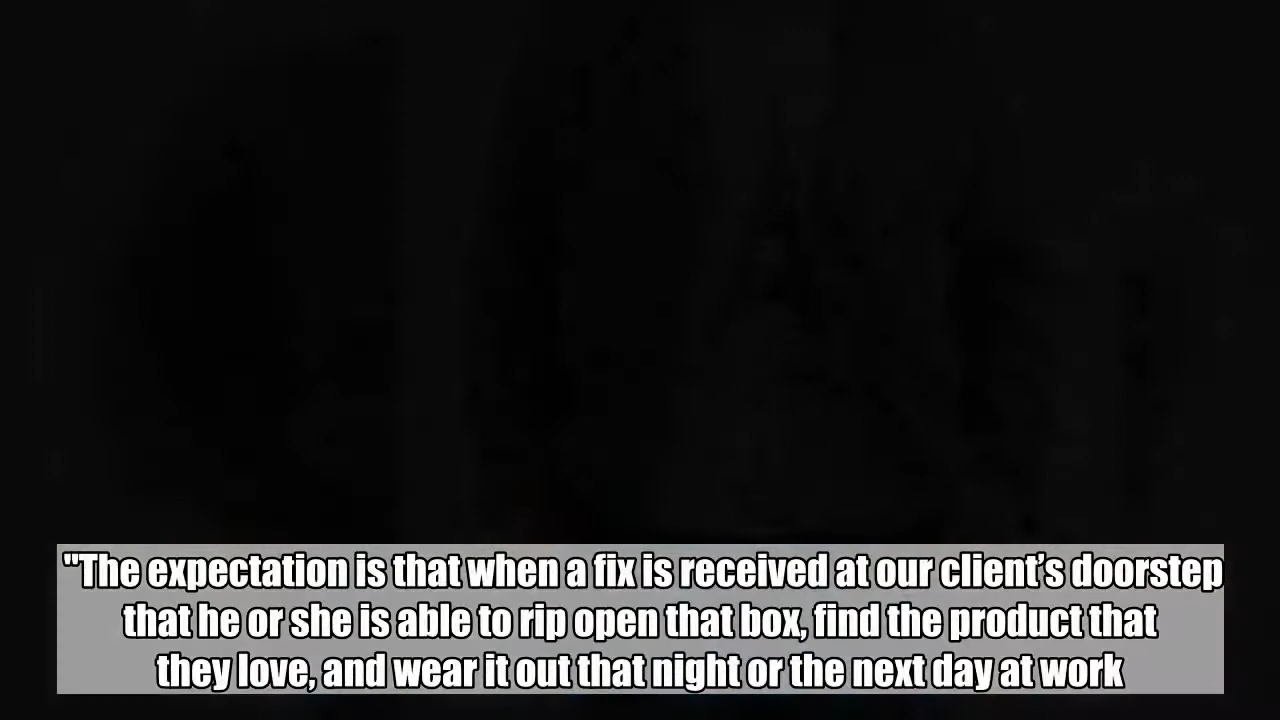 "The expectation is that when a fix is received at our client’s doorstep
that he or she is able to rip open that box, find the product that
they love, and wear it out that night or the next day at work